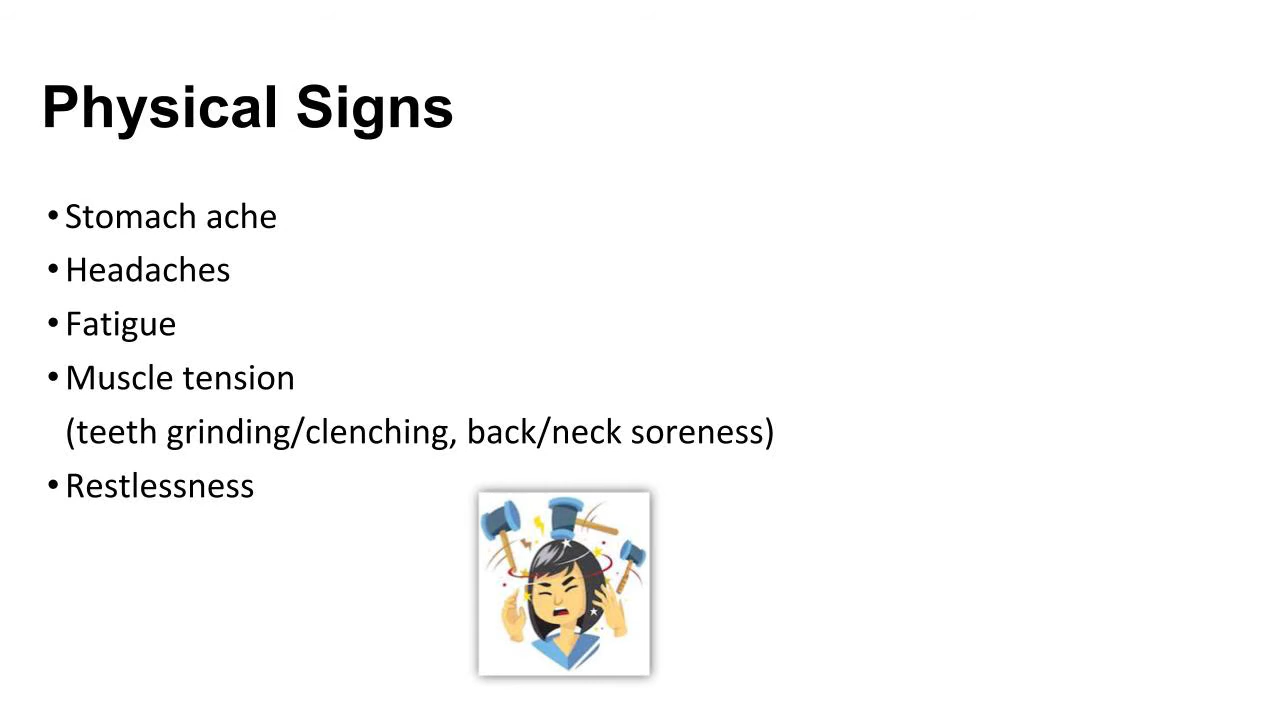 Physical Signs
•Stomach ache
•Headaches
•Fatigue
•Muscle tension
(teeth grinding/clenching, back/neck soreness)
•Restlessness